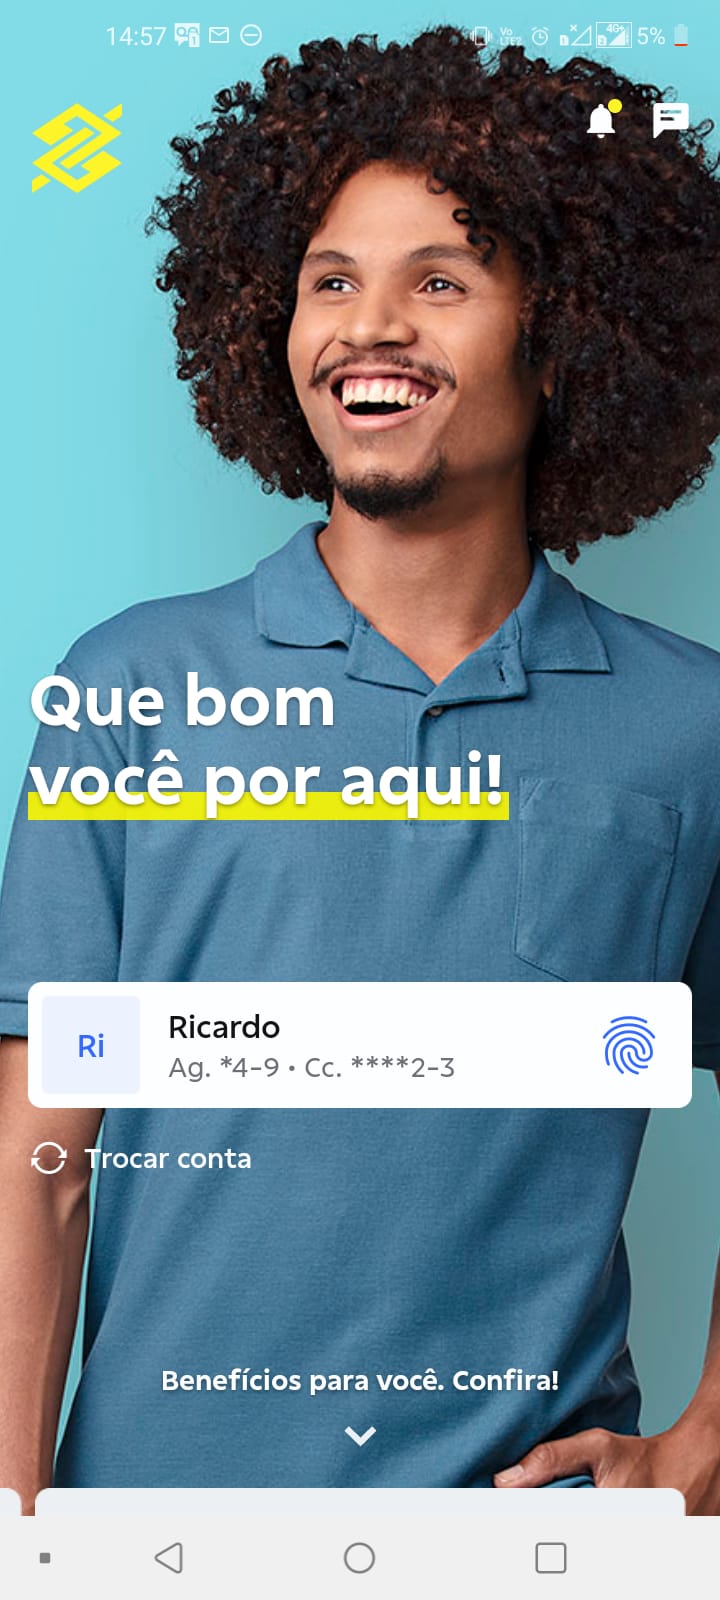 14:57
5%
Que bom
você por aqui!
Ri
Ricardo
Ag. *4-9 • Cc. ****2-3
Trocar conta
Benefícios para você. Confira!